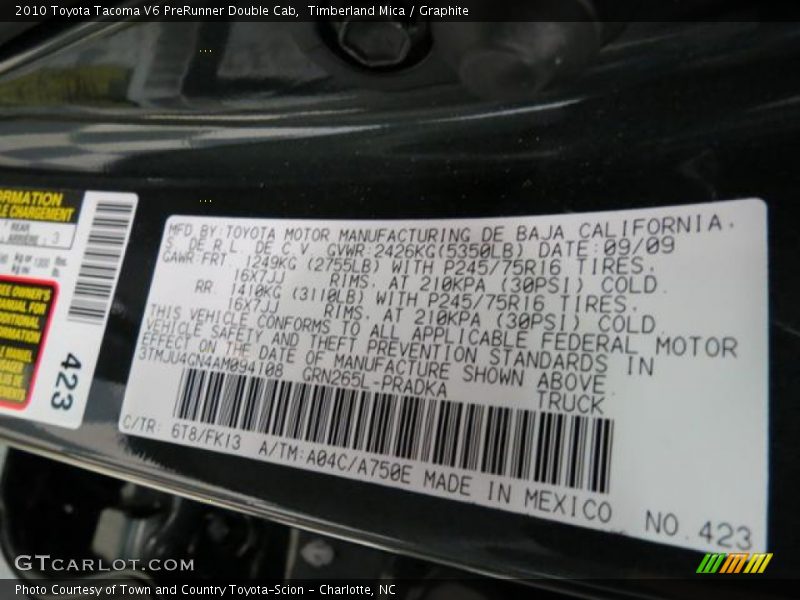 2010 Toyota Tacoma V6 PreRunner Double Cab, Timberland Mica / Graphite
MFD.BY:TOYOTA MOTOR MANUFACTURING DE BAJA CALIFORNIA.
S. DE R.L. DE C.V. GVWR:2426KG(5350LB) DATE:09/09
GAWR:FRT 1249KG (2755LB) WITH P245/75R16 TIRES.
16X7JJ RIMS. AT 210KPA (30PSI) COLD.
RR 1410KG (3110LB) WITH P245/75R16 TIRES.
16X7JJ RIMS. AT 210KPA (30PSI) COLD.
THIS VEHICLE CONFORMS TO ALL APPLICABLE FEDERAL MOTOR
VEHICLE SAFETY AND THEFT PREVENTION STANDARDS IN
EFFECT ON THE DATE OF MANUFACTURE SHOWN ABOVE
3TMJU4GN4AM094108 GRN265L-PRADKA TRUCK
C/TR: 6T8/FK13 A/TM:A04C/A750E MADE IN MEXICO
NO.423
423
GTCARLOT.COM
Photo Courtesy of Town and Country Toyota-Scion - Charlotte, NC